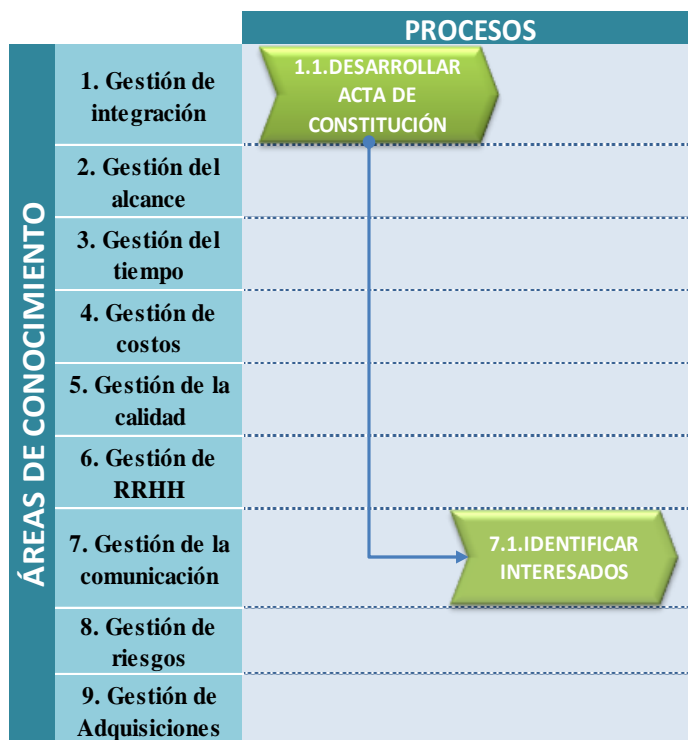 PROCESOS
ÁREAS DE CONOCIMIENTO
1. Gestión de
integración
1.1.DESARROLLAR
ACTA DE
CONSTITUCIÓN
2. Gestión del
alcance
3. Gestión del
tiempo
4. Gestión de
costos
5. Gestión de la
calidad
6. Gestión de
RRHH
7. Gestión de la
comunicación
7.1.IDENTIFICAR
INTERESADOS
8. Gestión de
riesgos
9. Gestión de
Adquisiciones